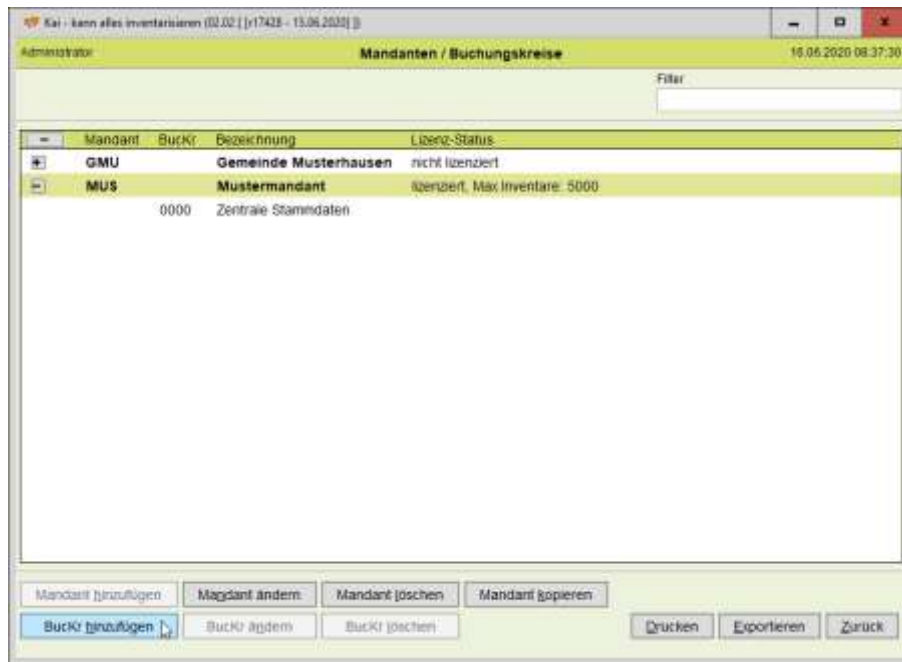 Kai - kann alles inventarisieren (02.02 [ [r17428 - 15.06.2020] ])
Administrator Mandanten / Buchungskreise 16.06.2020 08:37:30
Filter
Mandant BucKr Bezeichnung Lizenz-Status
GMU Gemeinde Musterhausen nicht lizenziert
MUS Mustermandant lizenziert, Max Inventare: 5000
0000 Zentrale Stammdaten
Mandant hinzufügen Mandant ändern Mandant löschen Mandant kopieren
BucKr hinzufügen BucKr ändern BucKr löschen Drucken Exportieren Zurück